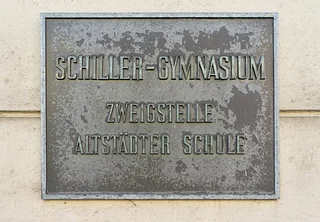 SCHILLER-GYMNASIUM
ZWEIGSTELLE
ALTSTÄDTER SCHULE